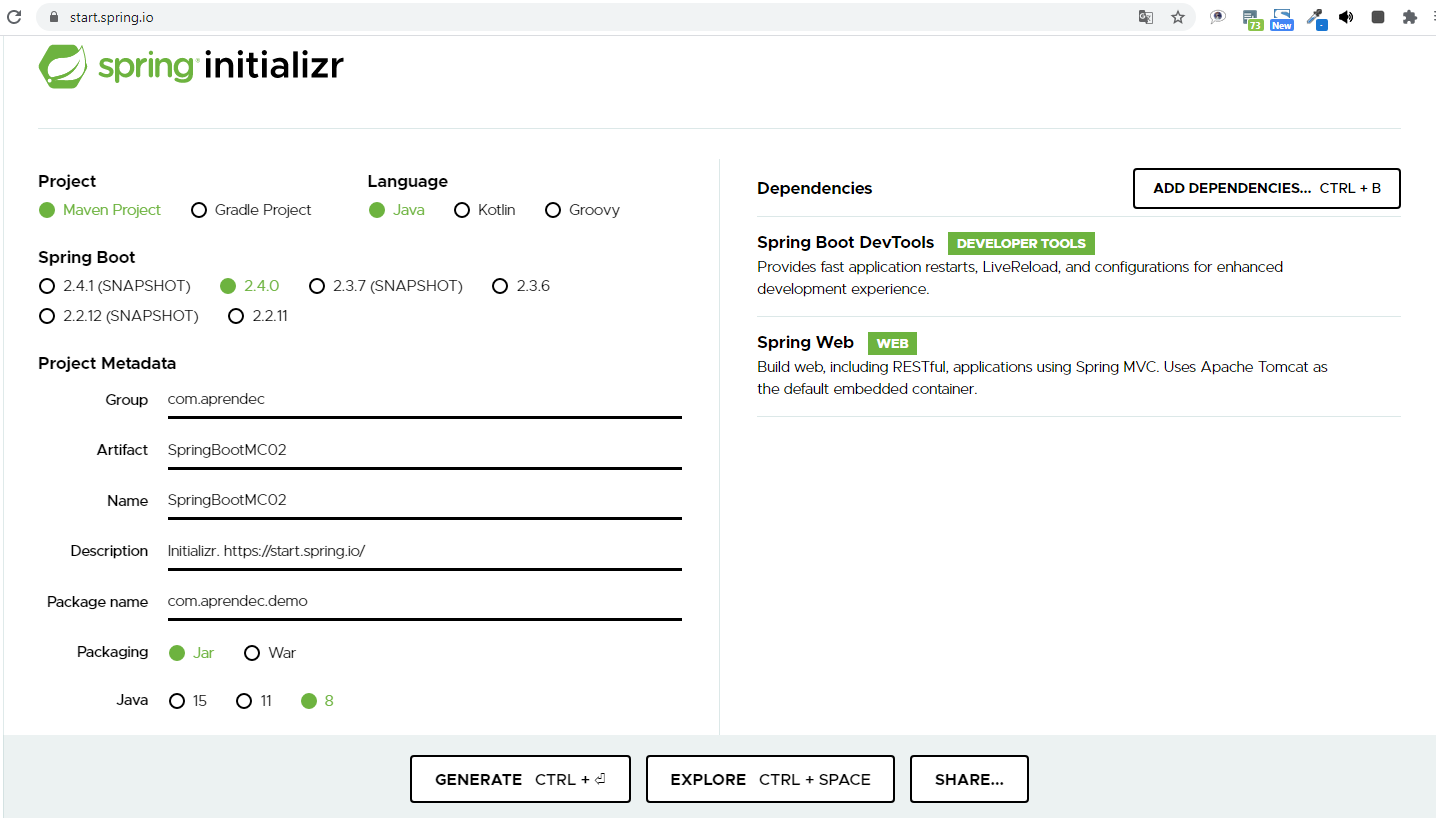 start.spring.io
73
New
-
spring initializr
Project
Maven Project Gradle Project
Language
Java Kotlin Groovy
Spring Boot
2.4.1 (SNAPSHOT) 2.4.0 2.3.7 (SNAPSHOT) 2.3.6
2.2.12 (SNAPSHOT) 2.2.11
Project Metadata
Group com.aprendec
Artifact SpringBootMC02
Name SpringBootMC02
Description Initializr. https://start.spring.io/
Package name com.aprendec.demo
Packaging Jar War
Java 15 11 8
Dependencies ADD DEPENDENCIES... CTRL + B
Spring Boot DevTools DEVELOPER TOOLS
Provides fast application restarts, LiveReload, and configurations for enhanced
development experience.
Spring Web WEB
Build web, including RESTful, applications using Spring MVC. Uses Apache Tomcat as
the default embedded container.
GENERATE CTRL + ⏎ EXPLORE CTRL + SPACE SHARE...